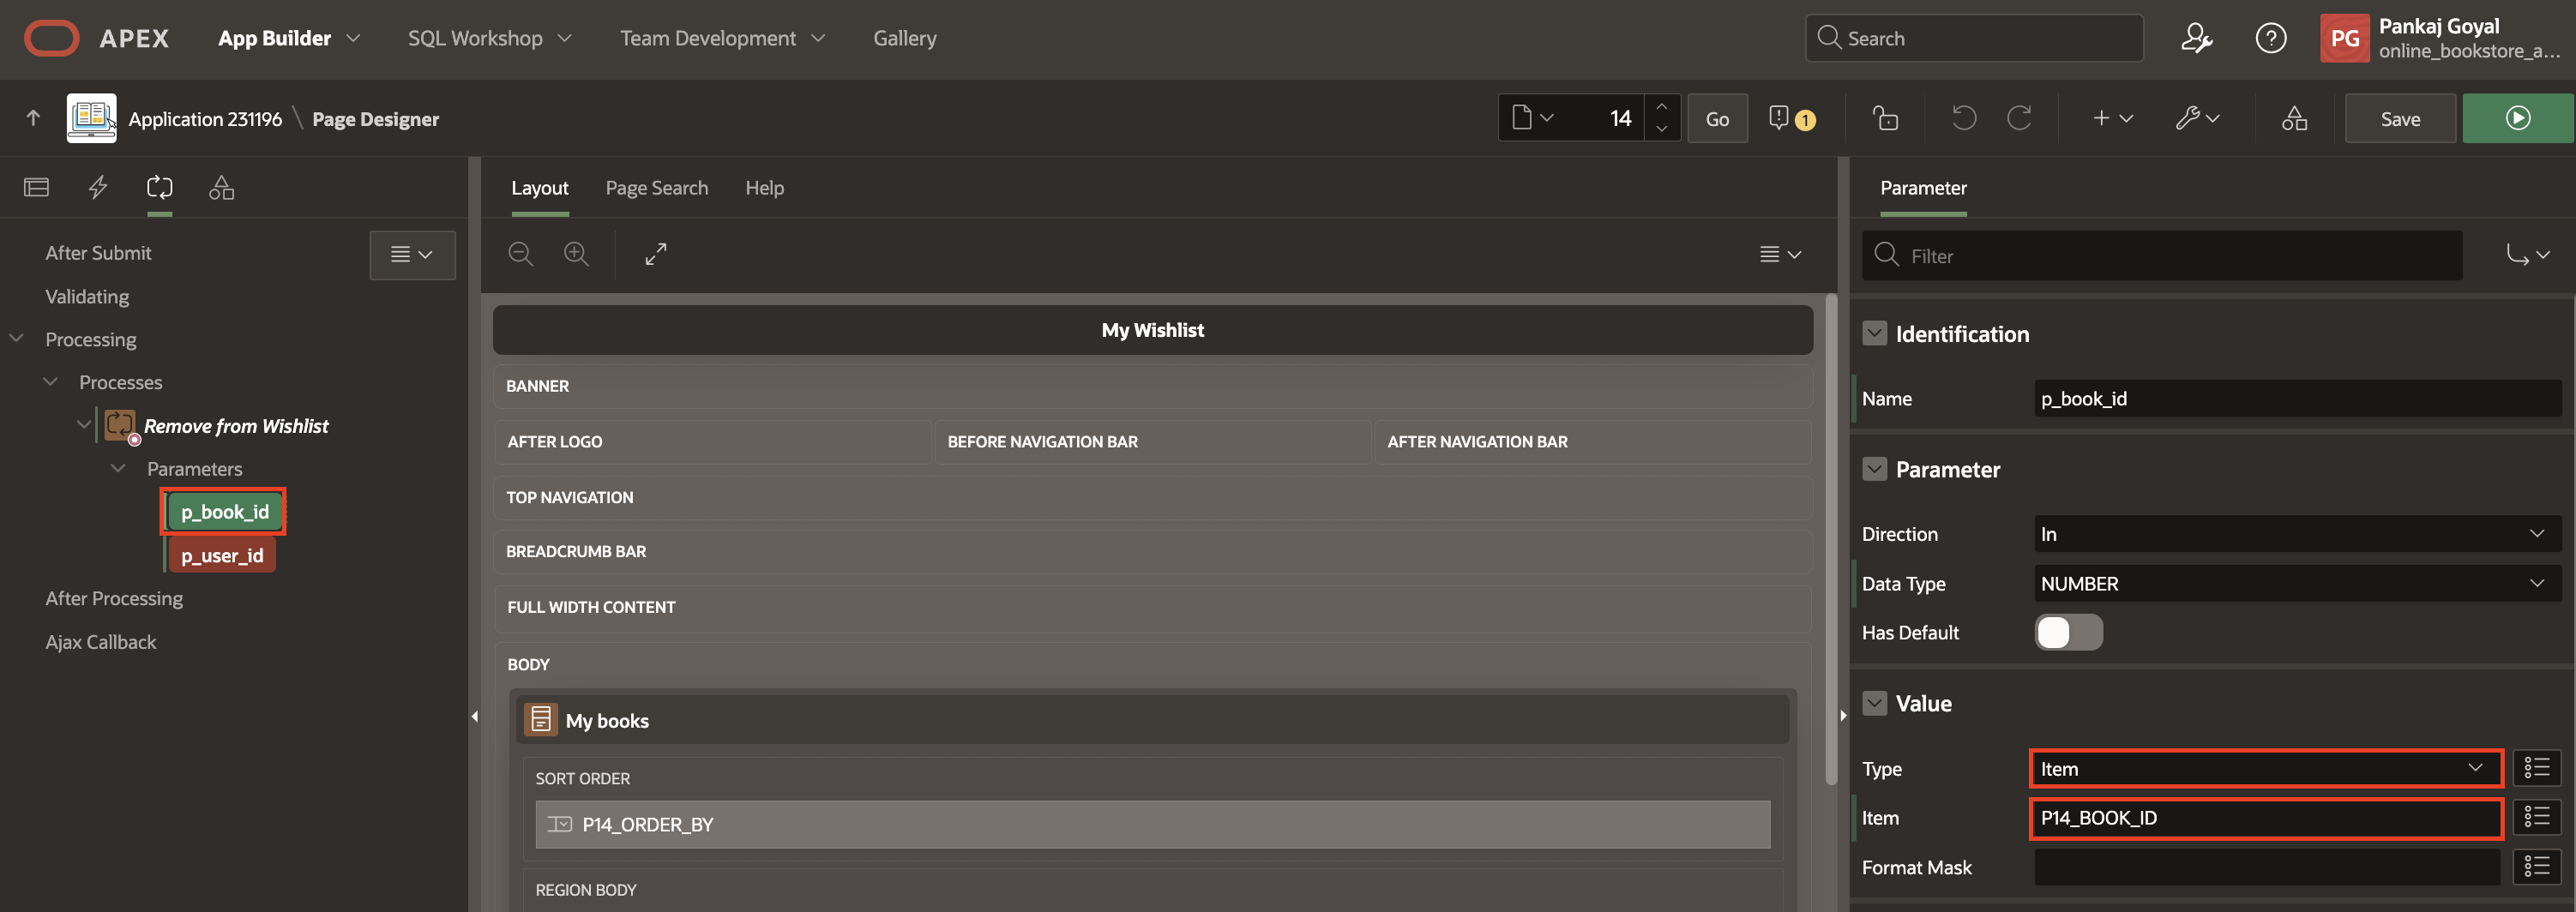 APEX App Builder SQL Workshop Team Development Gallery Search PG Pankaj Goyal
online_bookstore_a...
Application 231196 \ Page Designer 14 Go 1 Save
Layout Page Search Help
Parameter
After Submit
Validating
Processing
Processes
Remove from Wishlist
Parameters
p_book_id
p_user_id
After Processing
Ajax Callback
My Wishlist
BANNER
AFTER LOGO BEFORE NAVIGATION BAR AFTER NAVIGATION BAR
TOP NAVIGATION
BREADCRUMB BAR
FULL WIDTH CONTENT
BODY
My books
SORT ORDER
P14_ORDER_BY
REGION BODY
Filter
Identification
Name p_book_id
Parameter
Direction In
Data Type NUMBER
Has Default
Value
Type Item
Item P14_BOOK_ID
Format Mask